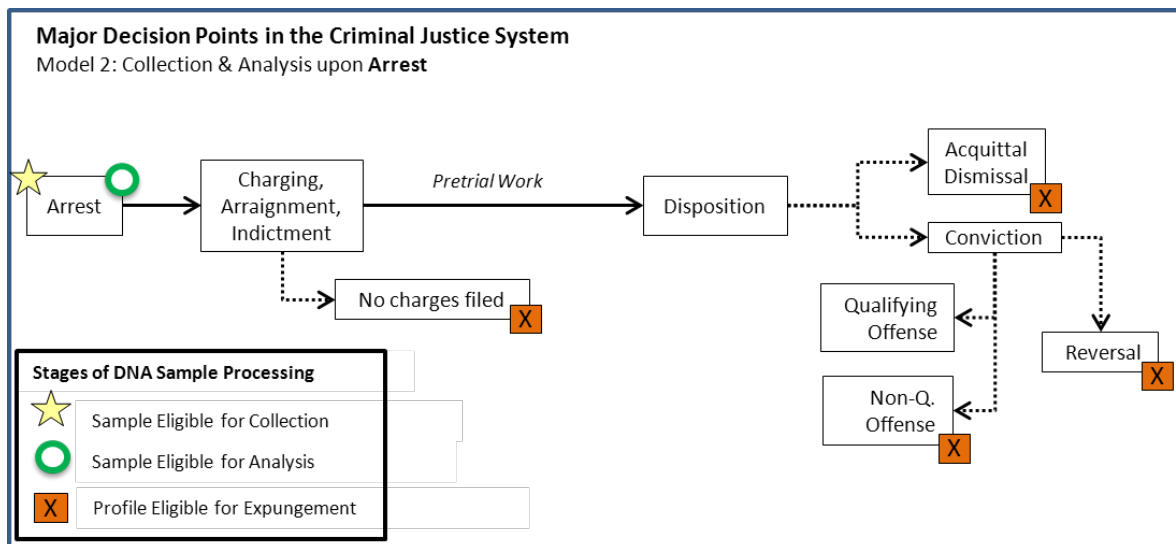 Major Decision Points in the Criminal Justice System
Model 2: Collection & Analysis upon Arrest
Arrest
Charging,
Arraignment,
Indictment
Pretrial Work
Disposition
Acquittal
Dismissal
X
Conviction
No charges filed
X
Qualifying
Offense
Reversal
X
Non-Q.
Offense
X
Stages of DNA Sample Processing
Sample Eligible for Collection
Sample Eligible for Analysis
X Profile Eligible for Expungement